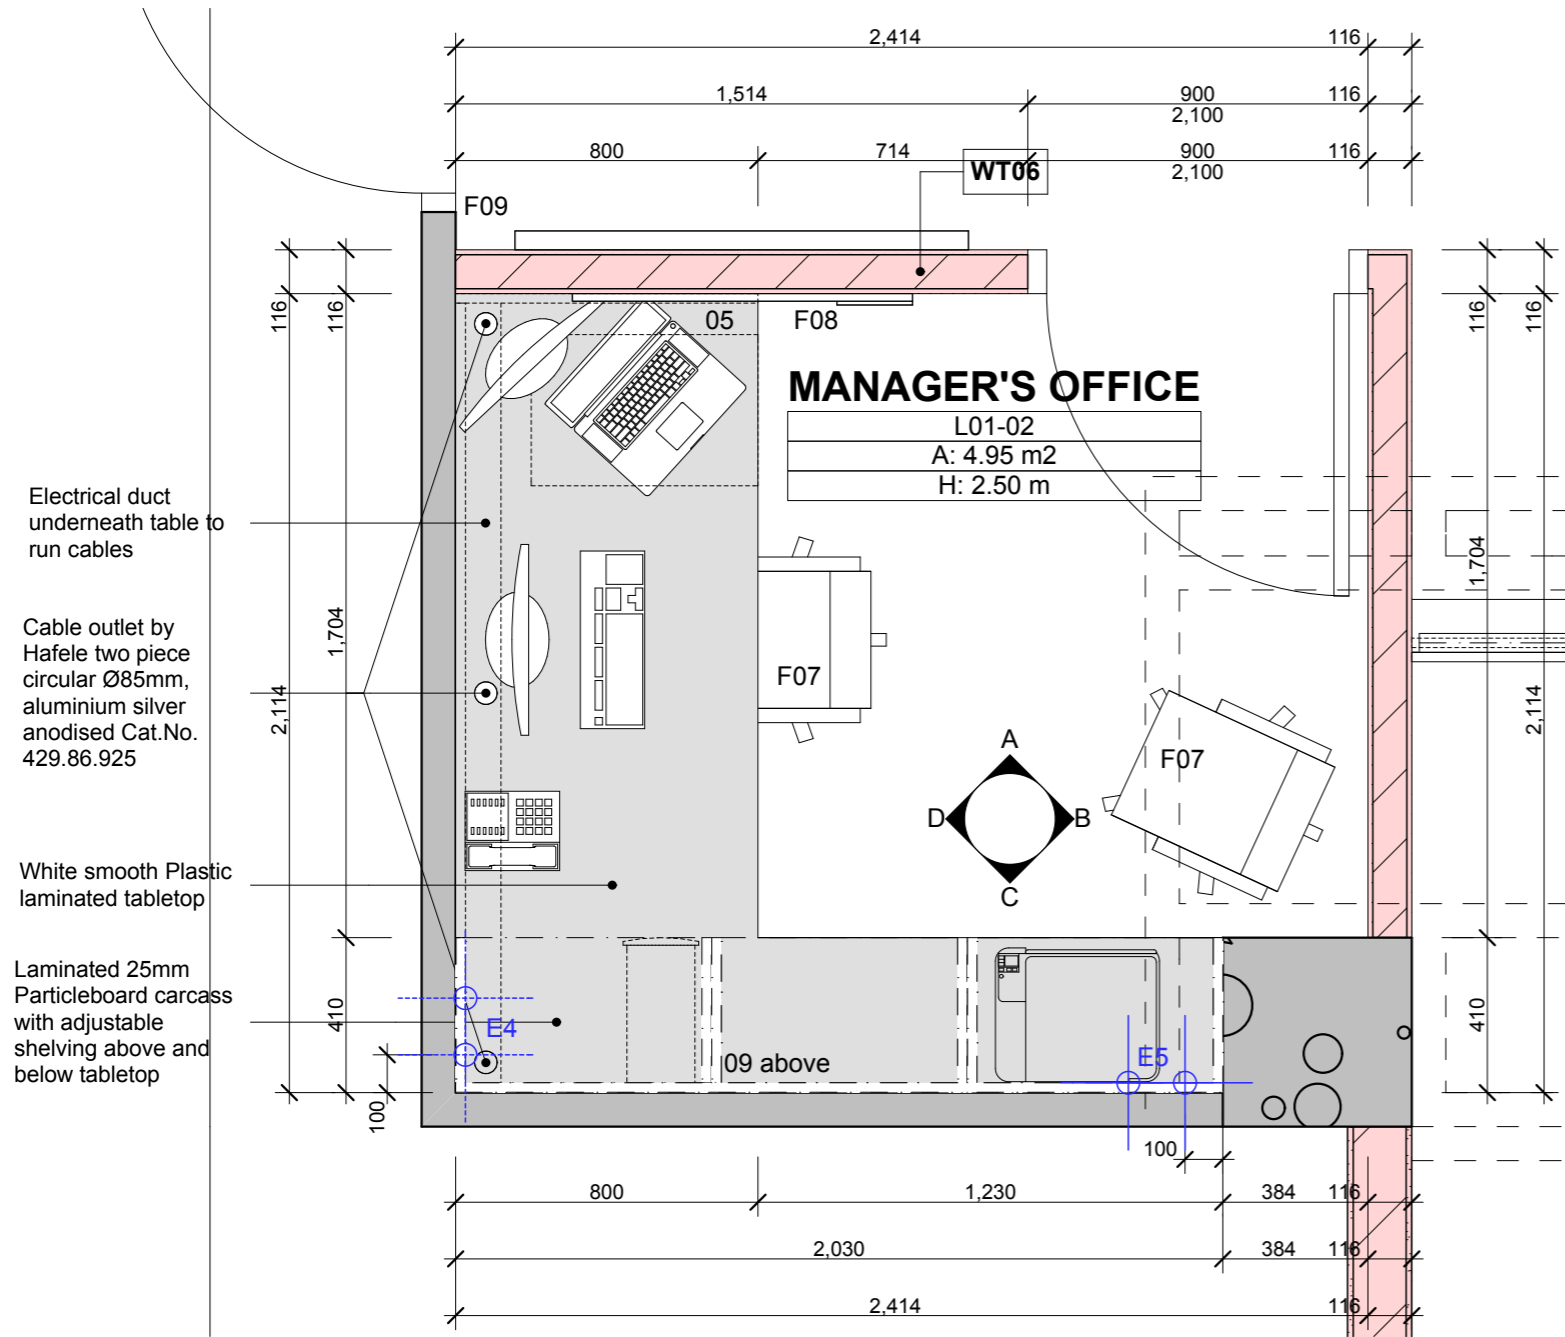 2,414
116
1,514
900
116
2,100
800
714
900
116
2,100
WT06
F09
116
116
116
116
05
F08
MANAGER'S OFFICE
L01-02
A: 4.95 m2
H: 2.50 m
Electrical duct
underneath table to
run cables
1,704
1,704
Cable outlet by
Hafele two piece
circular Ø85mm,
aluminium silver
anodised Cat.No.
429.86.925
2,114
2,114
F07
F07
A
D
B
C
White smooth Plastic
laminated tabletop
Laminated 25mm
Particleboard carcass
with adjustable
shelving above and
below tabletop
410
410
E4
E5
09 above
100
100
800
1,230
384
116
2,030
384
116
2,414
116